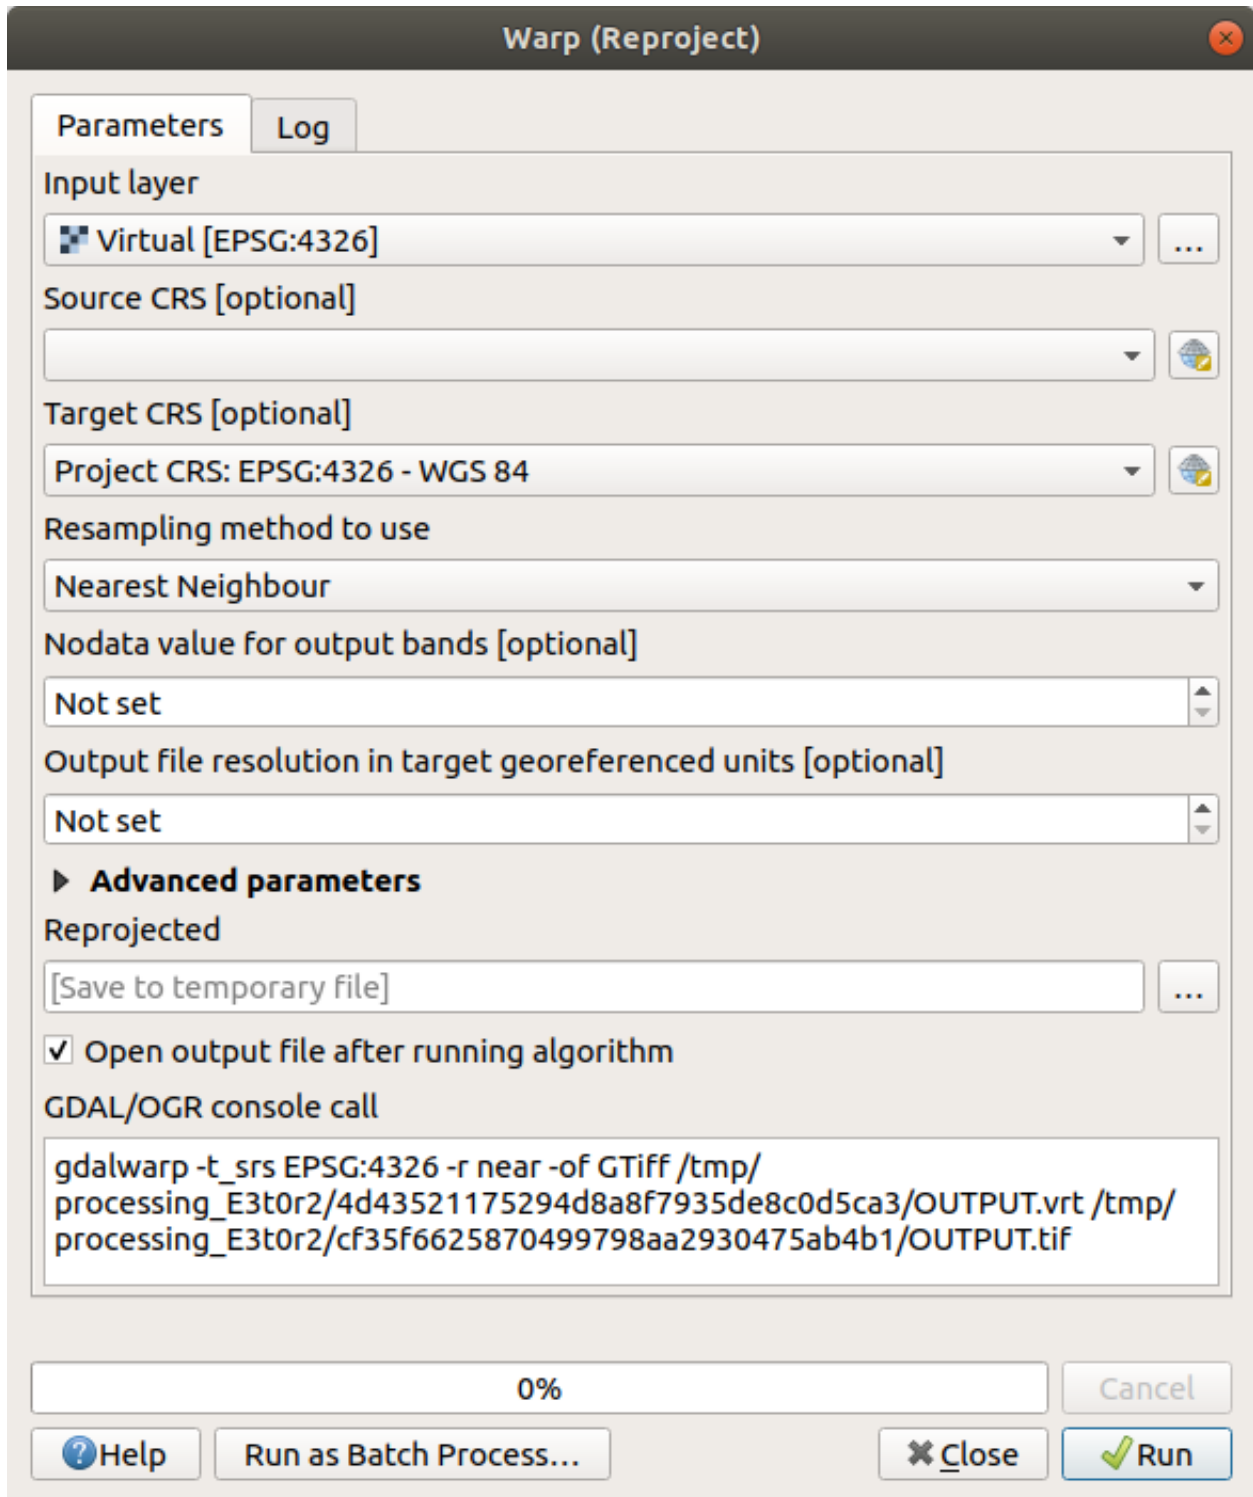 Warp (Reproject)
Parameters
Log
Input layer
Virtual [EPSG:4326]
...
Source CRS [optional]
Target CRS [optional]
Project CRS: EPSG:4326 - WGS 84
Resampling method to use
Nearest Neighbour
Nodata value for output bands [optional]
Not set
Output file resolution in target georeferenced units [optional]
Not set
Advanced parameters
Reprojected
[Save to temporary file]
...
Open output file after running algorithm
GDAL/OGR console call
gdalwarp -t_srs EPSG:4326 -r near -of GTiff /tmp/
processing_E3t0r2/4d43521175294d8a8f7935de8c0d5ca3/OUTPUT.vrt /tmp/
processing_E3t0r2/cf35f6625870499798aa2930475ab4b1/OUTPUT.tif
0%
Cancel
Help
Run as Batch Process...
Close
Run